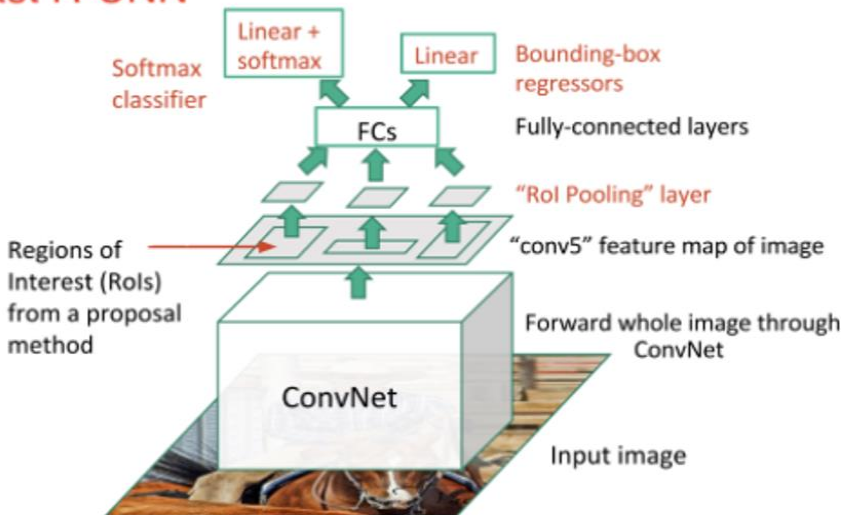 Linear +
softmax
Linear
Softmax
classifier
Bounding-box
regressors
FCs
Fully-connected layers
"RoI Pooling" layer
Regions of
Interest (RoIs)
from a proposal
method
"conv5" feature map of image
Forward whole image through
ConvNet
ConvNet
Input image